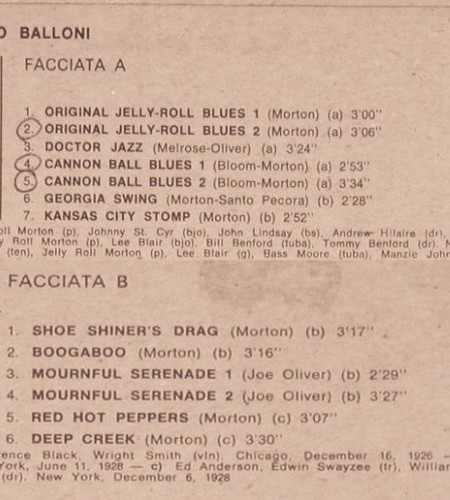 O BALLONI
FACCIATA A
1. ORIGINAL JELLY-ROLL BLUES 1 (Morton) (a) 3'00''
2. ORIGINAL JELLY-ROLL BLUES 2 (Morton) (a) 3'06''
3. DOCTOR JAZZ (Melrose-Oliver) (a) 3'24''
4. CANNON BALL BLUES 1 (Bloom-Morton) (a) 2'53''
5. CANNON BALL BLUES 2 (Bloom-Morton) (a) 3'34''
6. GEORGIA SWING (Morton-Santo Pecora) (b) 2'28''
7. KANSAS CITY STOMP (Morton) (b) 2'52''
oll Morton (p), Johnny St. Cyr (bjo), John Lindsay (bs), Andrew Hilaire (dr),
y Roll Morton (p), Lee Blair (bjo), Bill Benford (tuba), Tommy Benford (dr). N
(ten), Jelly Roll Morton (p), Lee Blair (g), Bass Moore (tuba), Manzie John
FACCIATA B
1. SHOE SHINER'S DRAG (Morton) (b) 3'17''
2. BOOGABOO (Morton) (b) 3'16''
3. MOURNFUL SERENADE 1 (Joe Oliver) (b) 2'29''
4. MOURNFUL SERENADE 2 (Joe Oliver) (b) 3'27''
5. RED HOT PEPPERS (Morton) (c) 3'07''
6. DEEP CREEK (Morton) (c) 3'30''
rence Black, Wright Smith (vln). Chicago, December 16, 1926 —
York, June 11, 1928 — c) Ed Anderson, Edwin Swayzee (tr), William
(dr). New York, December 6, 1928